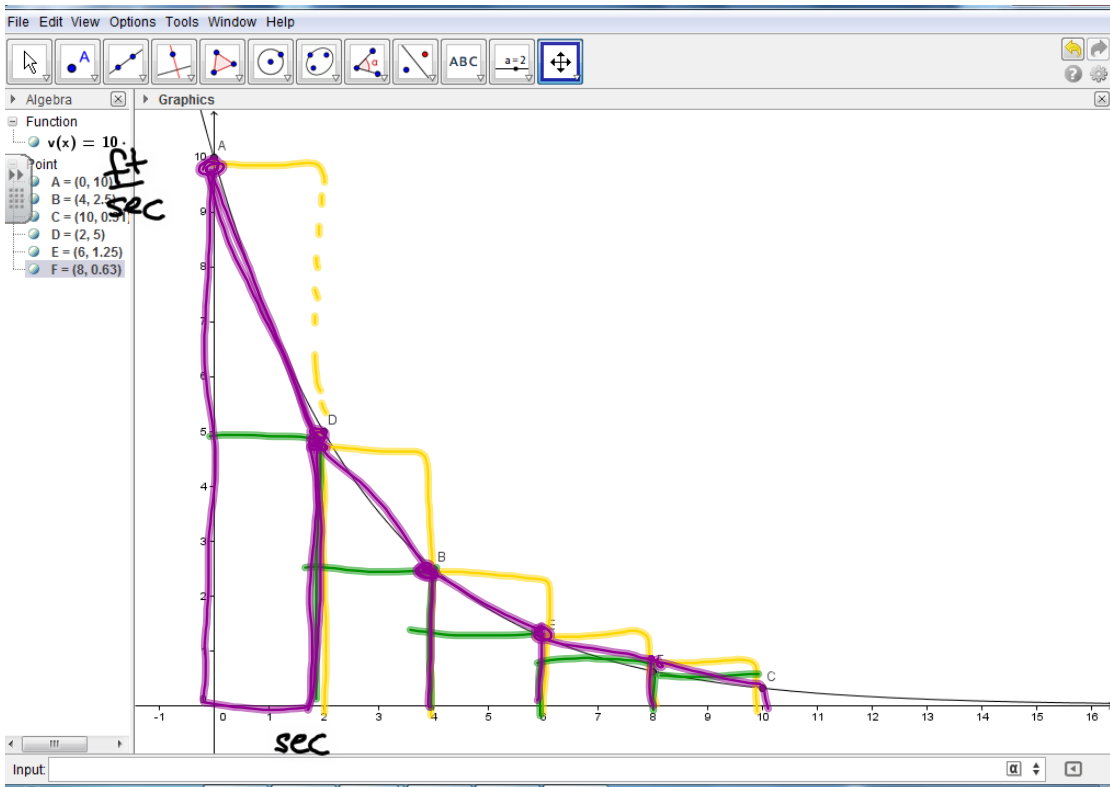 File Edit View Options Tools Window Help
A
α
ABC
a=2
Algebra
Graphics
Function
v(x) = 10 ·
Point
A = (0, 10)
B = (4, 2.5)
C = (10, 0.31
D = (2, 5)
E = (6, 1.25)
F = (8, 0.63)
ft
sec
A
10
9
8
7
6
D
5
4
3
B
2
E
1
F
C
-1 0 1 2 3 4 5 6 7 8 9 10 11 12 13 14 15 16
sec
Input:
α